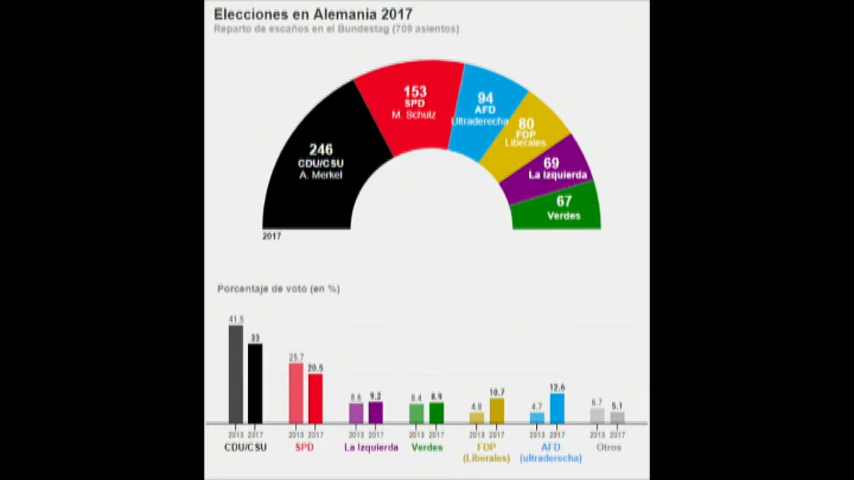 Elecciones en Alemania 2017
Reparto de escaños en el Bundestag (709 asientos)
246
CDU/CSU
A. Merkel
153
SPD
M. Schulz
94
AFD
Ultraderecha
80
FDP
Liberales
69
La Izquierda
67
Verdes
2017
Porcentaje de voto (en %)
41.5 33 25.7 20.5 8.6 9.2 8.4 8.9 4.8 10.7 4.7 12.6 6.7 5.1
2013 2017 2013 2017 2013 2017 2013 2017 2013 2017 2013 2017 2013 2017
CDU/CSU SPD La Izquierda Verdes FDP AFD Otros
(Liberales) (ultraderecha)